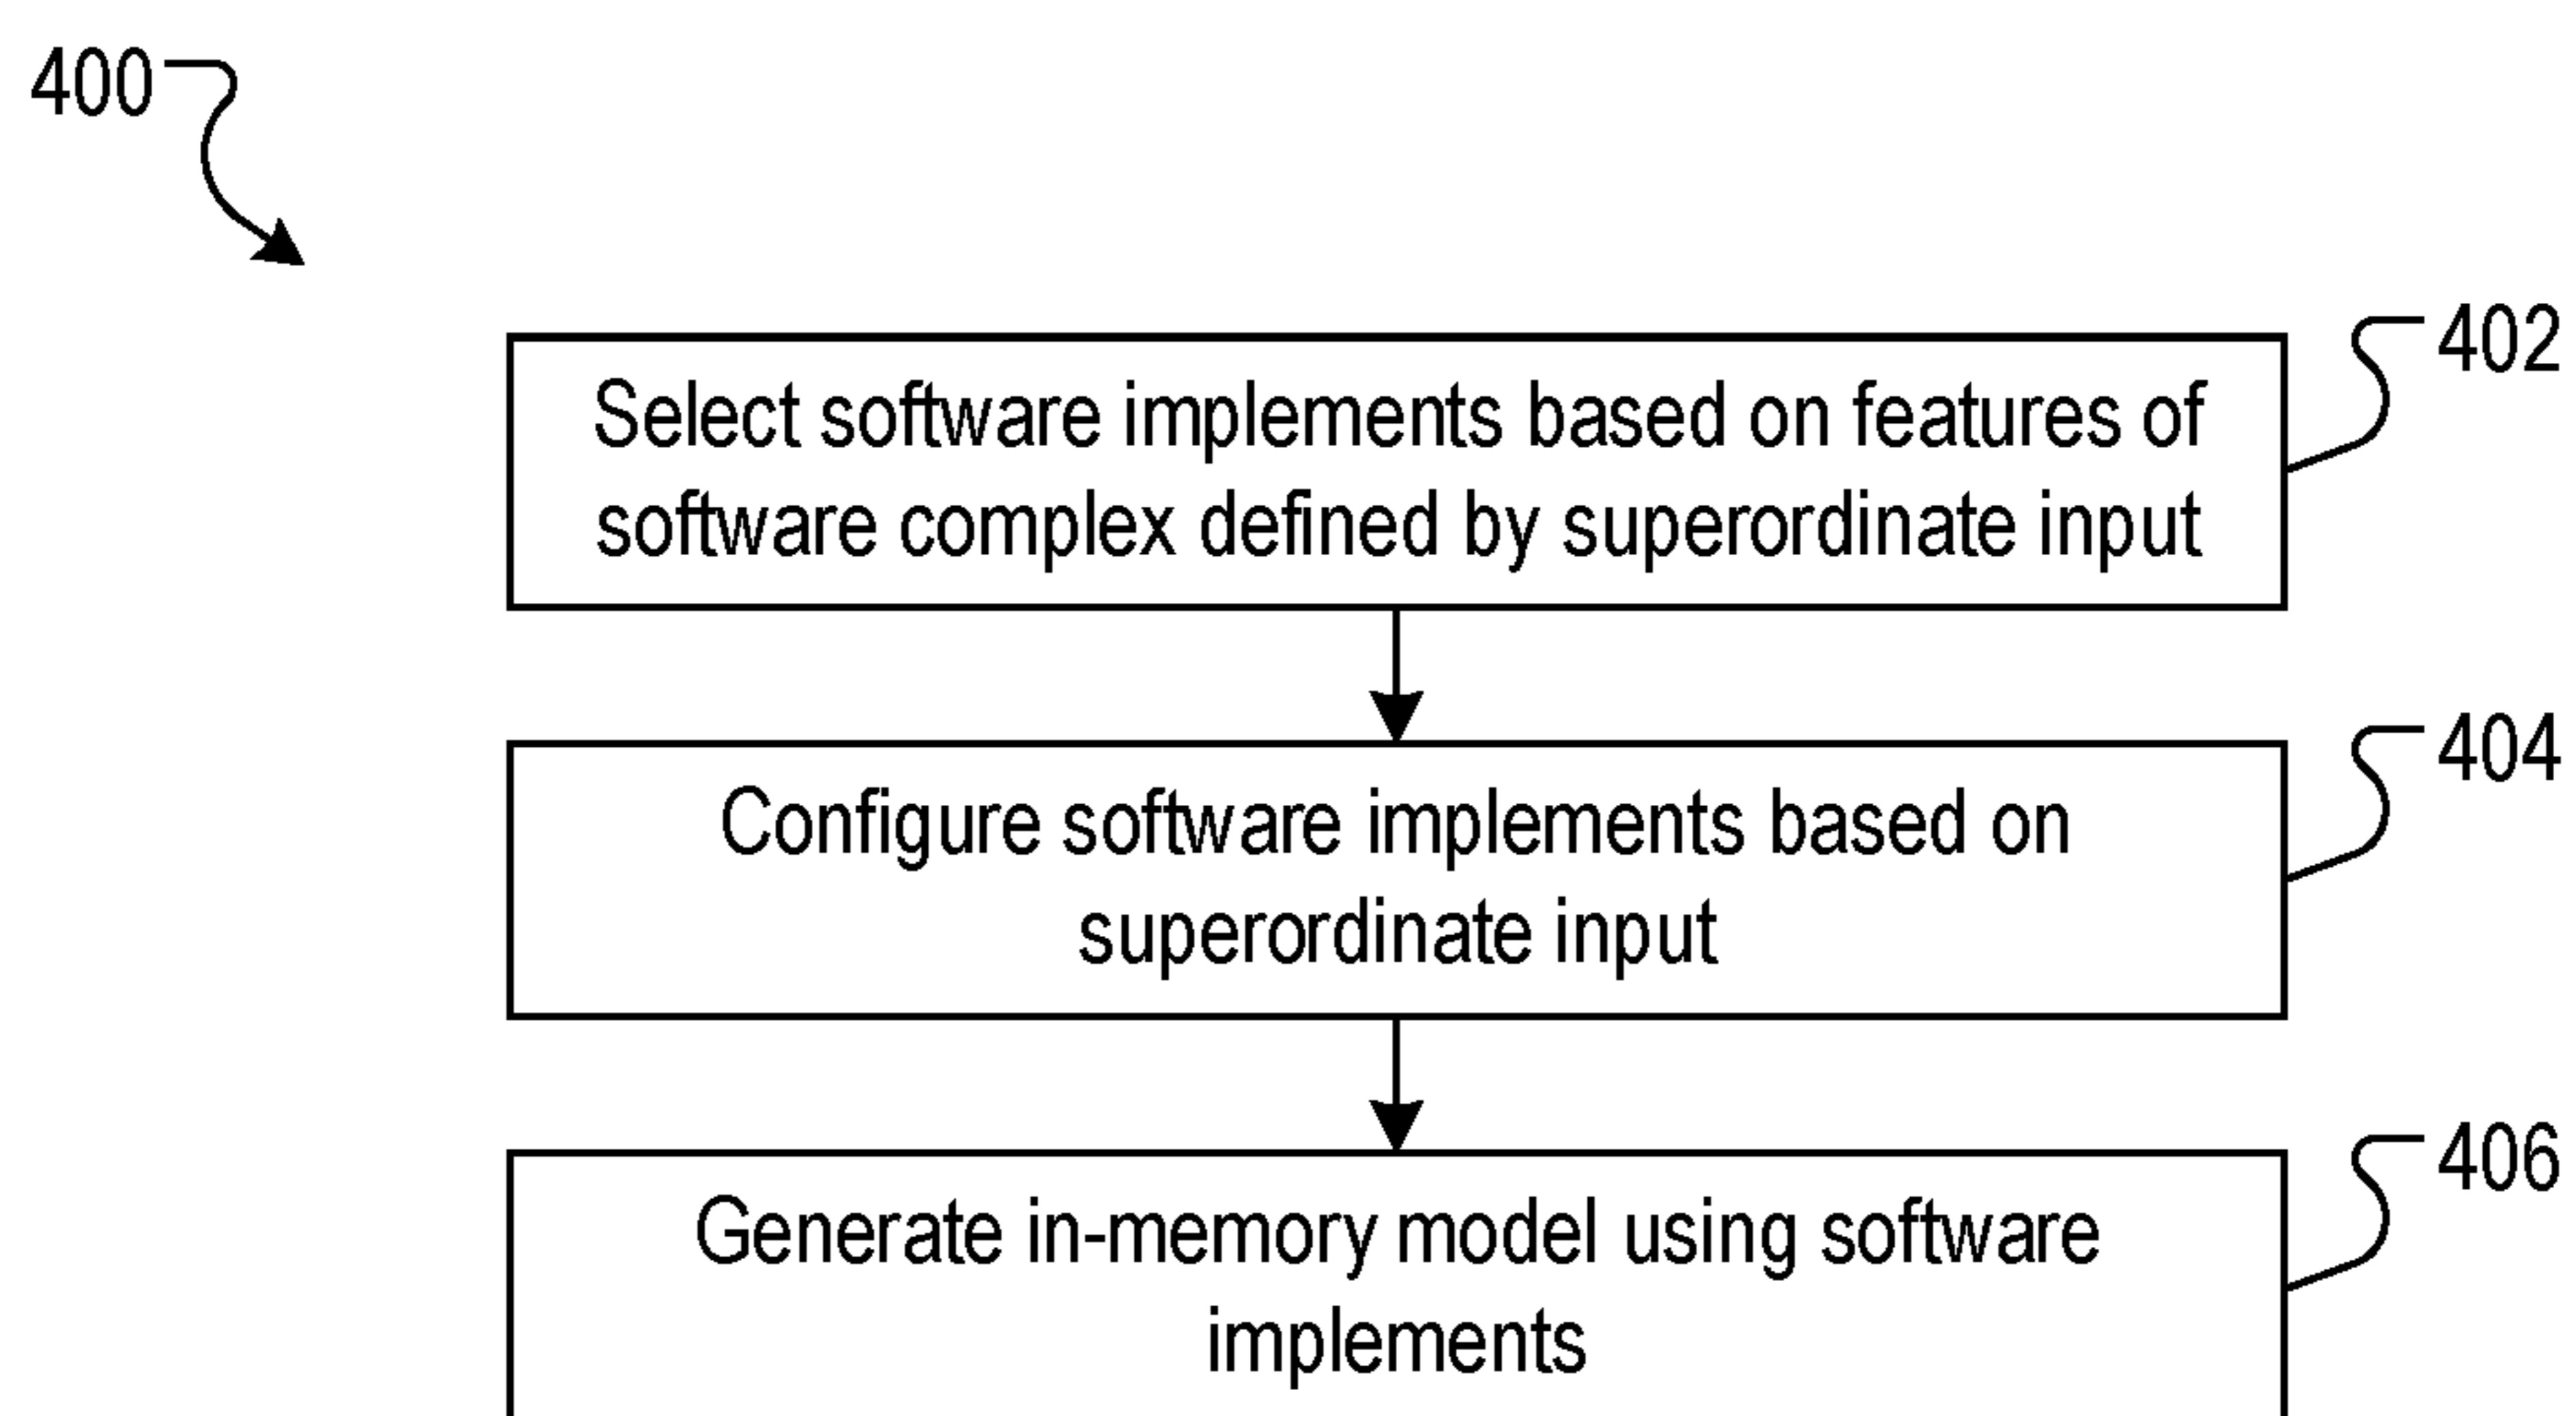 400
402
Select software implements based on features of
software complex defined by superordinate input
404
Configure software implements based on
superordinate input
406
Generate in-memory model using software
implements